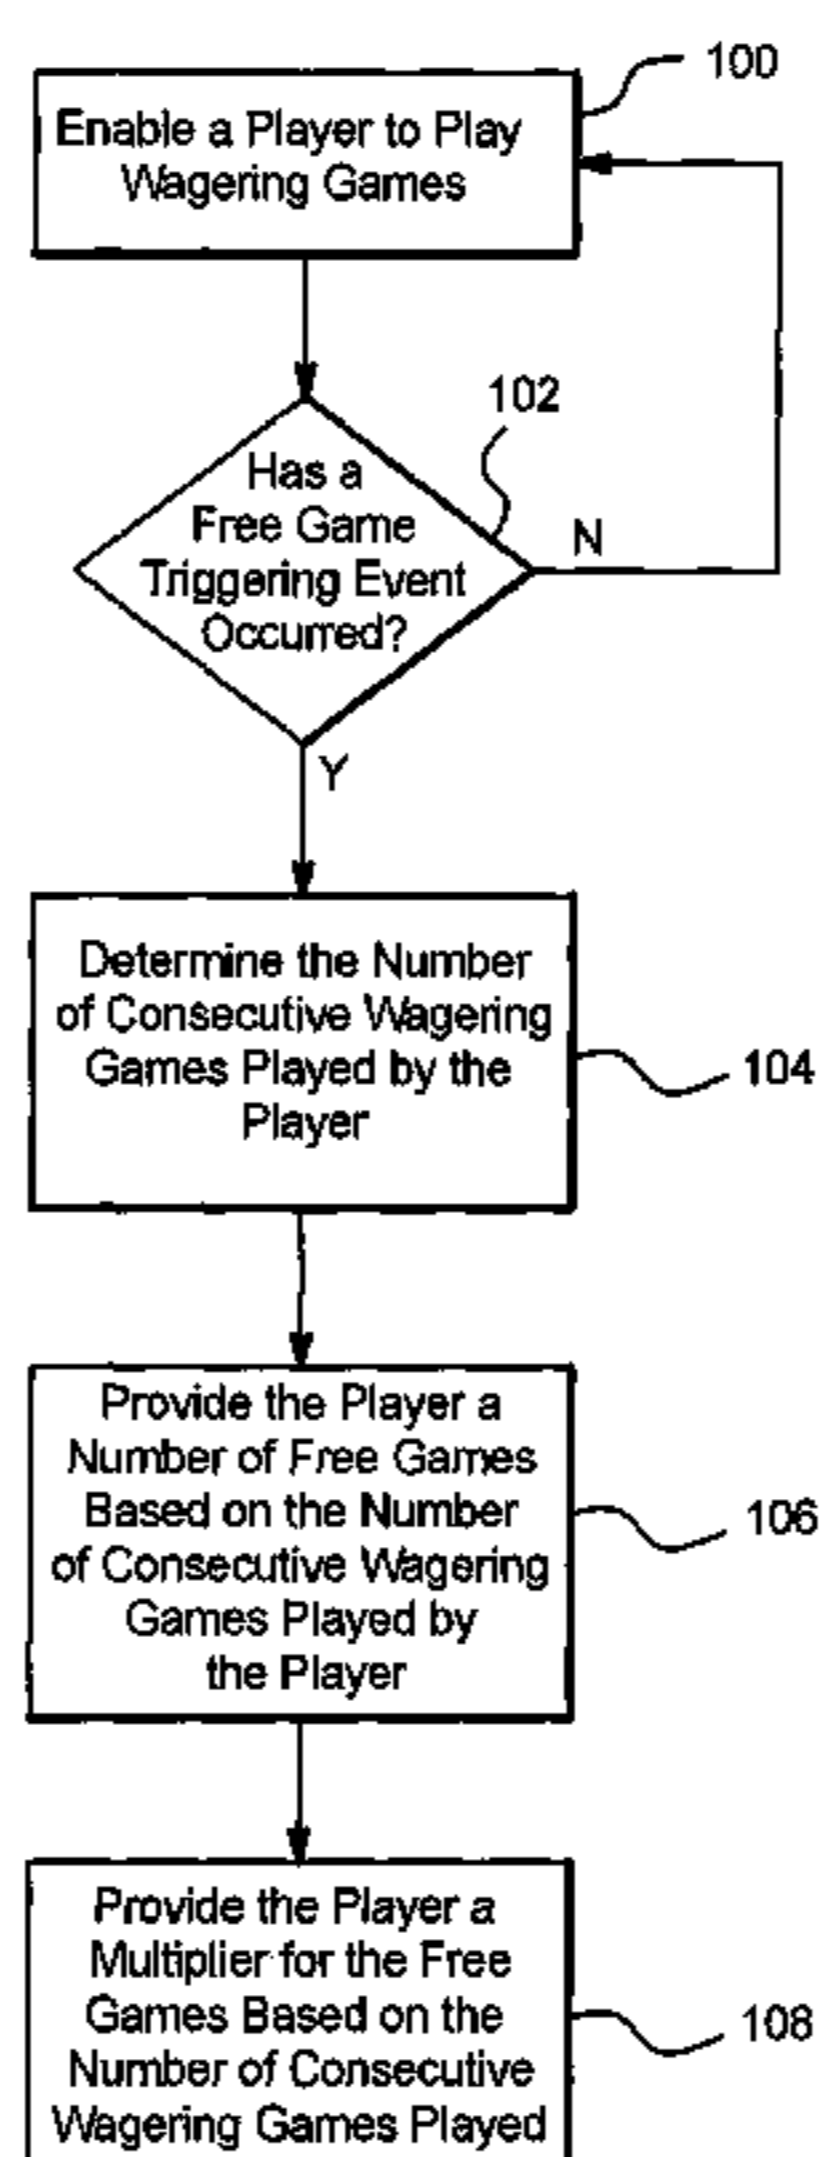 100
Enable a Player to Play
Wagering Games
102
Has a
Free Game
Triggering Event
Occurred?
N
Y
Determine the Number
of Consecutive Wagering
Games Played by the
Player
104
Provide the Player a
Number of Free Games
Based on the Number
of Consecutive Wagering
Games Played by
the Player
106
Provide the Player a
Multiplier for the Free
Games Based on the
Number of Consecutive
Wagering Games Played
108